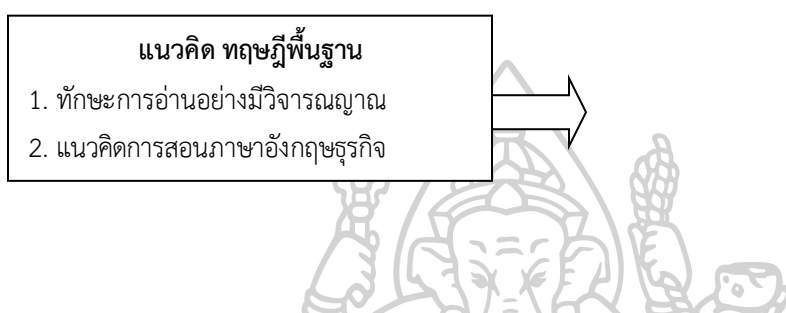 แนวคิด ทฤษฎีพื้นฐาน
1. ทักษะการอ่านอย่างมีวิจารณญาณ
2. แนวคิดการสอนภาษาอังกฤษธุรกิจ